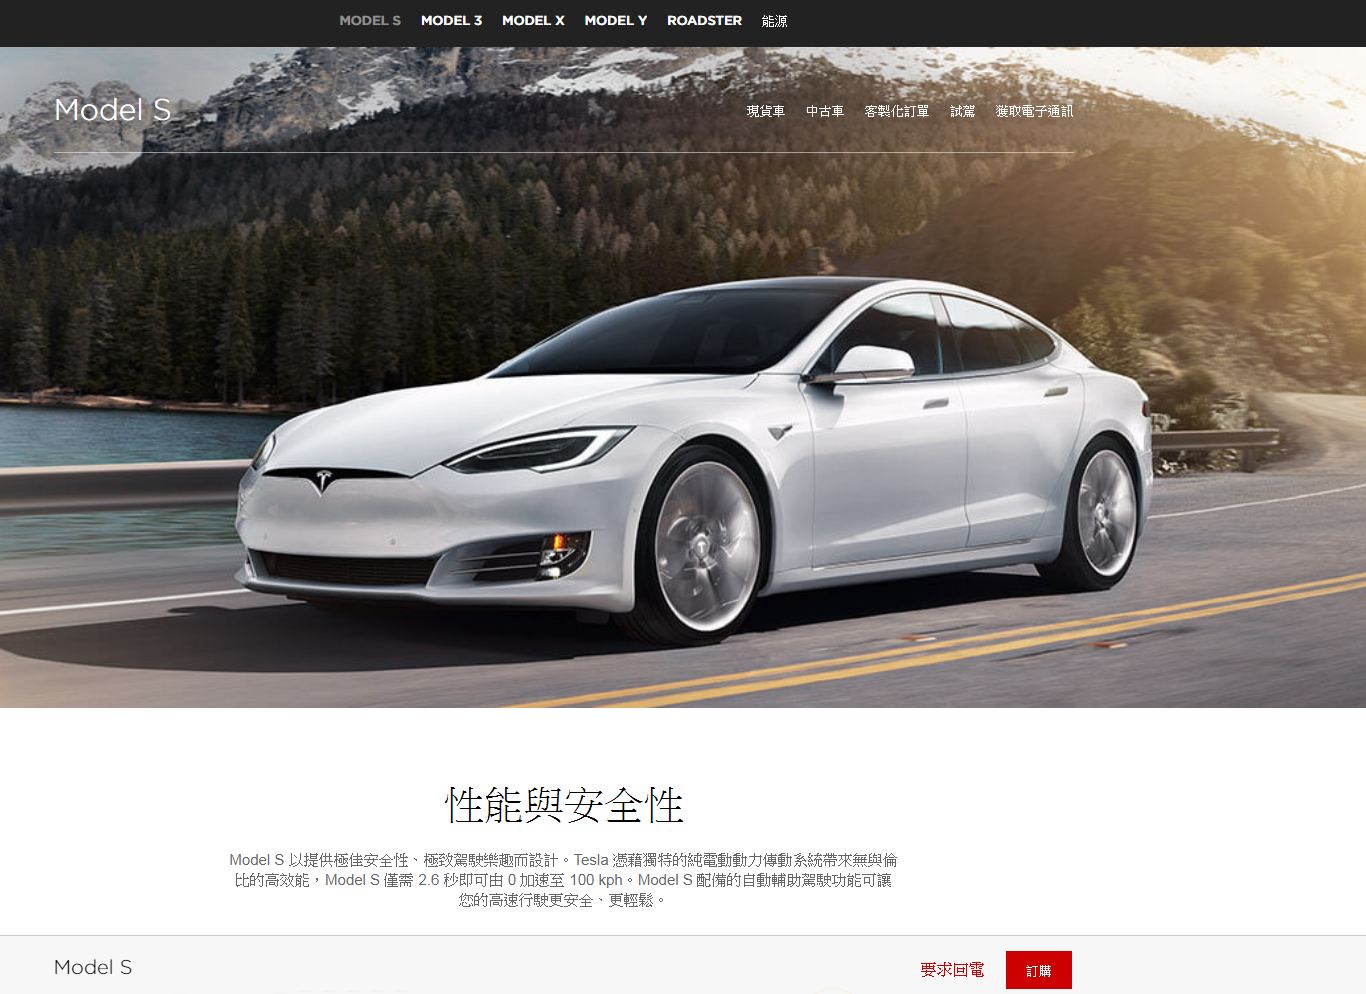 MODEL S MODEL 3 MODEL X MODEL Y ROADSTER 能源
Model S 現貨車 中古車 客製化訂單 試駕 獲取電子通訊
性能與安全性
Model S 以提供極佳安全性、極致駕駛樂趣而設計。Tesla 憑藉獨特的純電動動力傳動系統帶來無與倫
比的高效能，Model S 僅需 2.6 秒即可由 0 加速至 100 kph。Model S 配備的自動輔助駕駛功能可讓
您的高速行駛更安全、更輕鬆。
Model S 要求回電 訂購